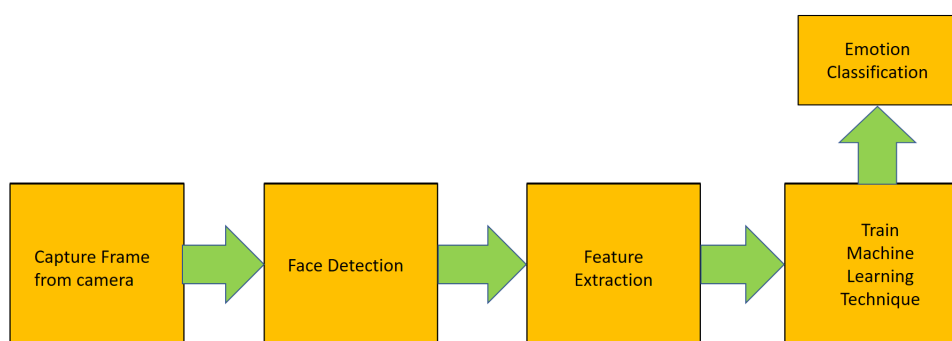 Emotion
Classification
Capture Frame
from camera
Face Detection
Feature
Extraction
Train
Machine
Learning
Technique